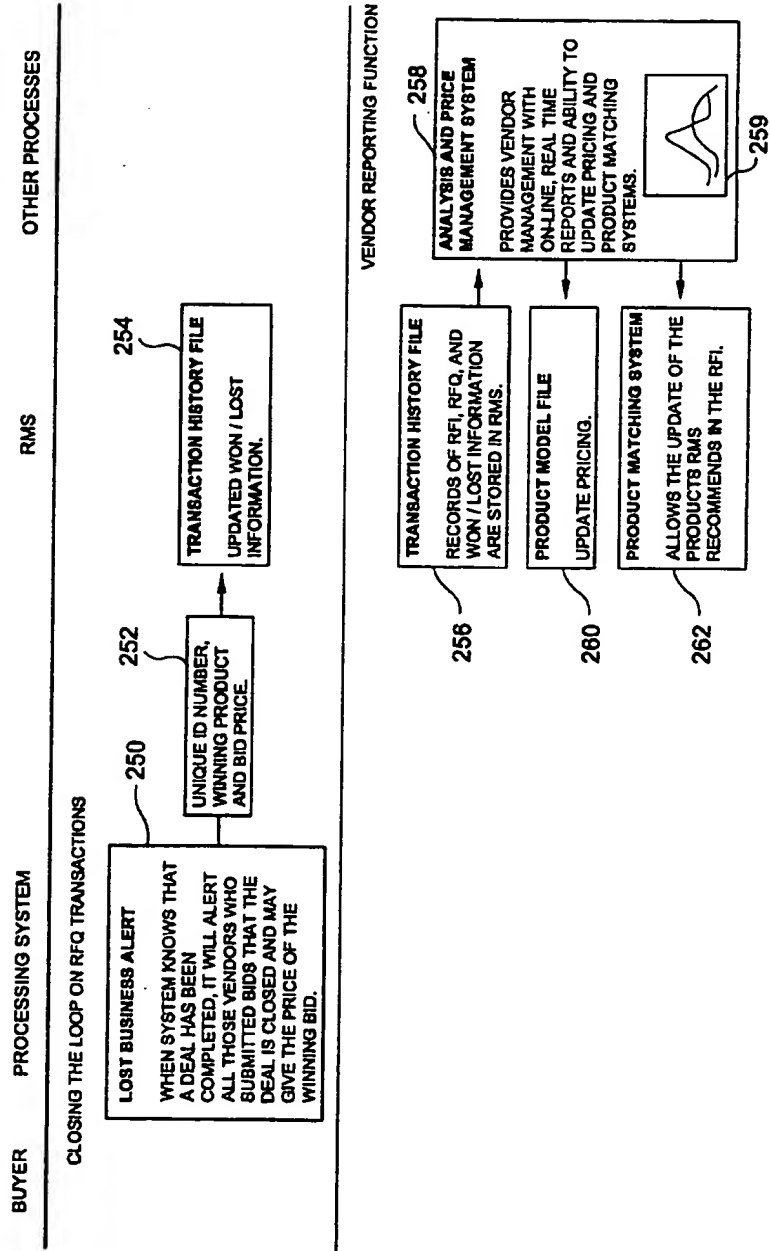 BUYER
PROCESSING SYSTEM
RMS
OTHER PROCESSES
CLOSING THE LOOP ON RFQ TRANSACTIONS
LOST BUSINESS ALERT
WHEN SYSTEM KNOWS THAT
A DEAL HAS BEEN
COMPLETED, IT WILL ALERT
ALL THOSE VENDORS WHO
SUBMITTED BIDS THAT THE
DEAL IS CLOSED AND MAY
GIVE THE PRICE OF THE
WINNING BID.
250
UNIQUE ID NUMBER,
WINNING PRODUCT
AND BID PRICE.
252
TRANSACTION HISTORY FILE
UPDATED WON / LOST
INFORMATION.
254
VENDOR REPORTING FUNCTION
TRANSACTION HISTORY FILE
RECORDS OF RFI, RFQ, AND
WON / LOST INFORMATION
ARE STORED IN RMS.
256
PRODUCT MODEL FILE
UPDATE PRICING.
260
PRODUCT MATCHING SYSTEM
ALLOWS THE UPDATE OF THE
PRODUCTS RMS
RECOMMENDS IN THE RFI.
262
ANALYSIS AND PRICE
MANAGEMENT SYSTEM
PROVIDES VENDOR
MANAGEMENT WITH
ON-LINE, REAL TIME
REPORTS AND ABILITY TO
UPDATE PRICING AND
PRODUCT MATCHING
SYSTEMS.
258
259